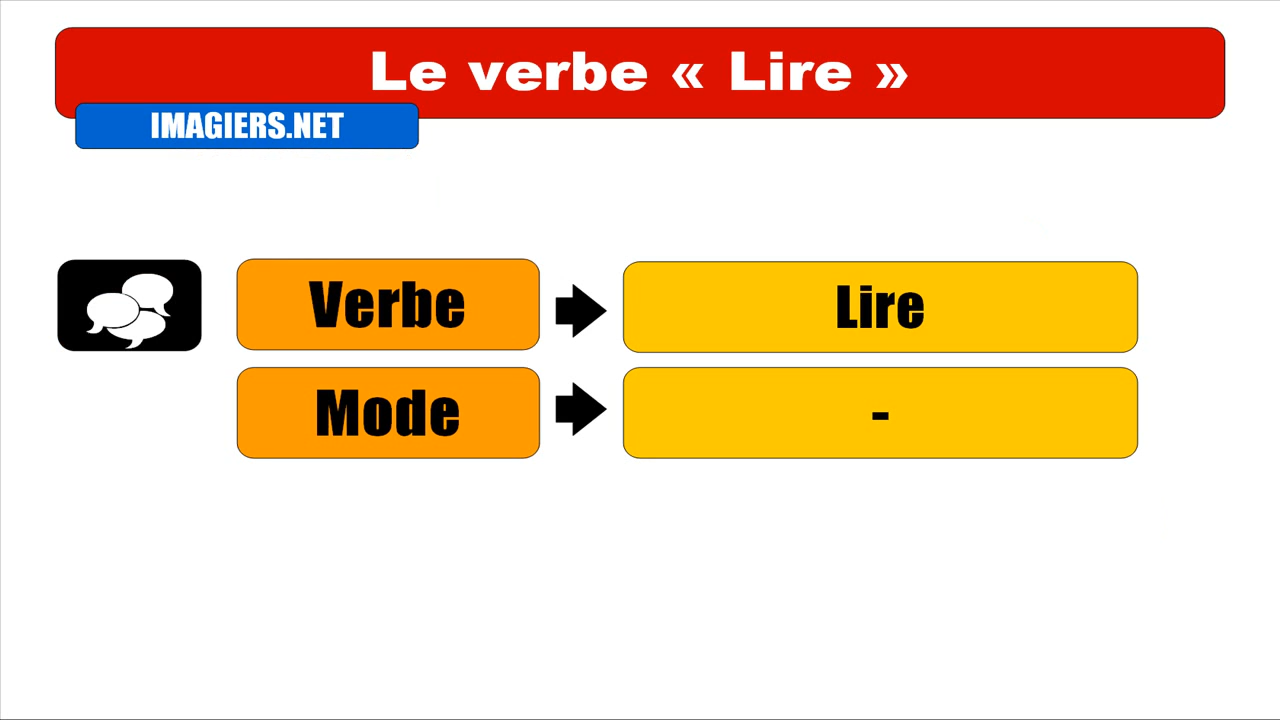 Le verbe « Lire »
IMAGIERS.NET
Verbe
Lire
Mode
-